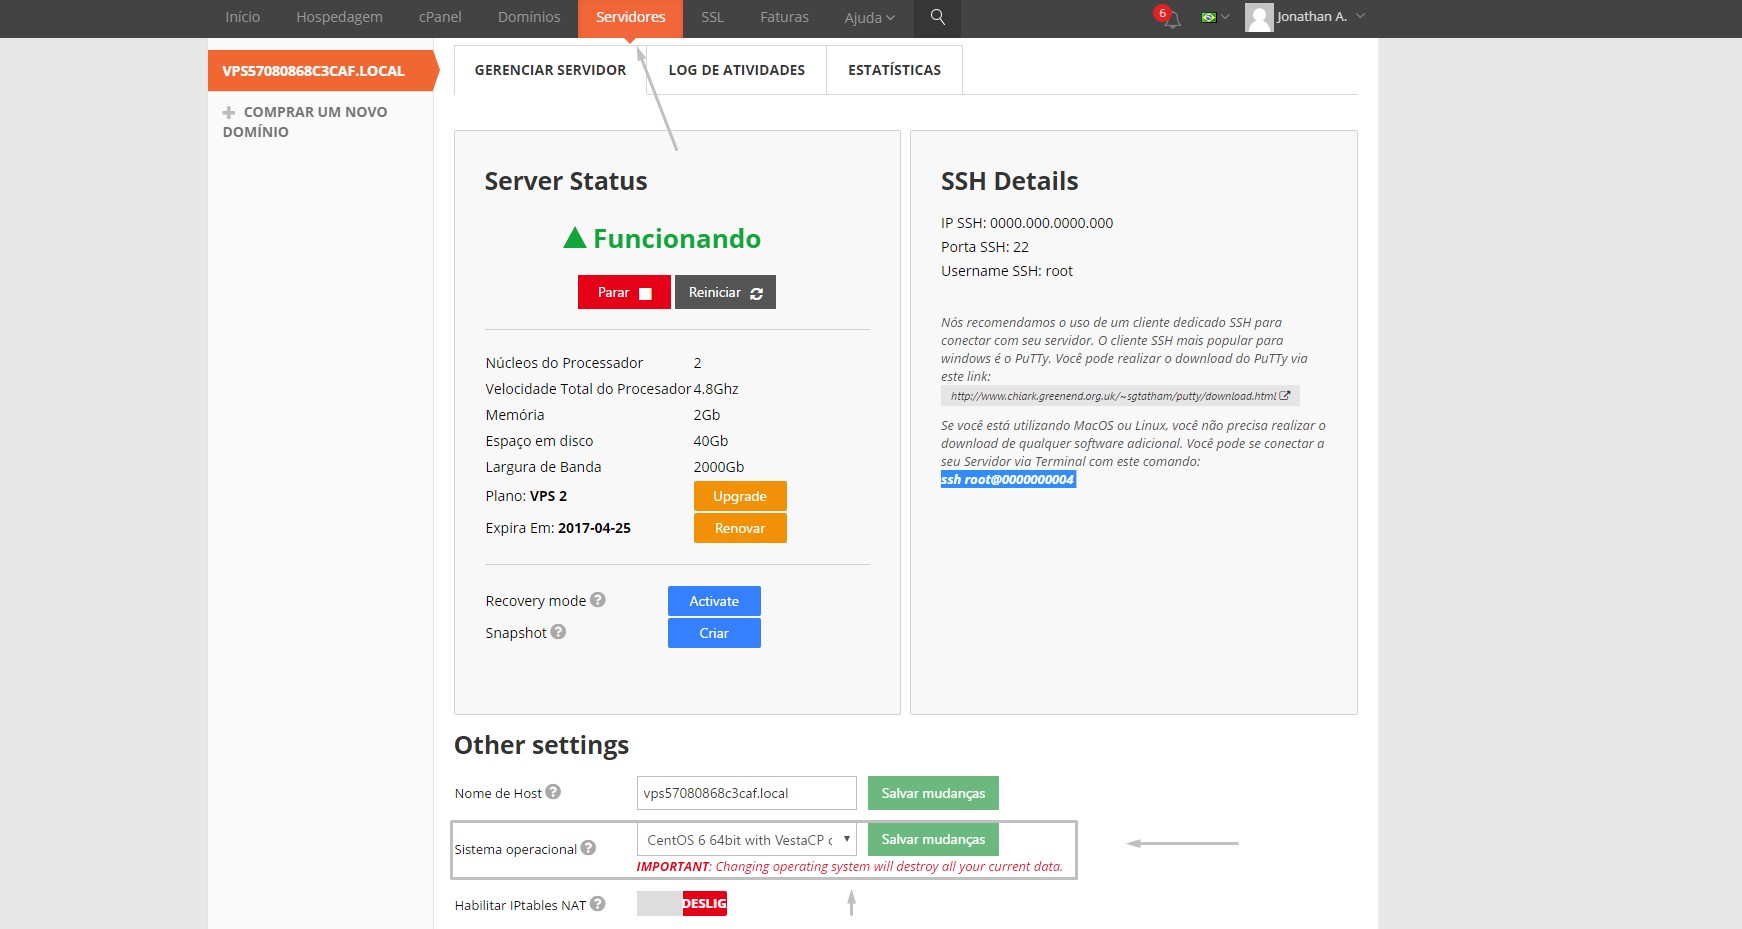 Início Hospedagem cPanel Domínios Servidores SSL Faturas Ajuda 6 Jonathan A.
VPS57080868C3CAF.LOCAL
COMPRAR UM NOVO
DOMÍNIO
GERENCIAR SERVIDOR LOG DE ATIVIDADES ESTATÍSTICAS
Server Status
Funcionando
Parar Reiniciar
Núcleos do Processador 2
Velocidade Total do Procesador 4.8Ghz
Memória 2Gb
Espaço em disco 40Gb
Largura de Banda 2000Gb
Plano: VPS 2 Upgrade
Expira Em: 2017-04-25 Renovar
Recovery mode ? Activate
Snapshot ? Criar
SSH Details
IP SSH: 0000.000.0000.000
Porta SSH: 22
Username SSH: root
Nós recomendamos o uso de um cliente dedicado SSH para
conectar com seu servidor. O cliente SSH mais popular para
windows é o PuTTy. Você pode realizar o download do PuTTy via
este link:
http://www.chiark.greenend.org.uk/~sgtatham/putty/download.html
Se você está utilizando MacOS ou Linux, você não precisa realizar o
download de qualquer software adicional. Você pode se conectar a
seu Servidor via Terminal com este comando:
ssh root@0000000004
Other settings
Nome de Host ? vps57080868c3caf.local Salvar mudanças
Sistema operacional ? CentOS 6 64bit with VestaCP c Salvar mudanças
IMPORTANT: Changing operating system will destroy all your current data.
Habilitar IPtables NAT ? DESLIG